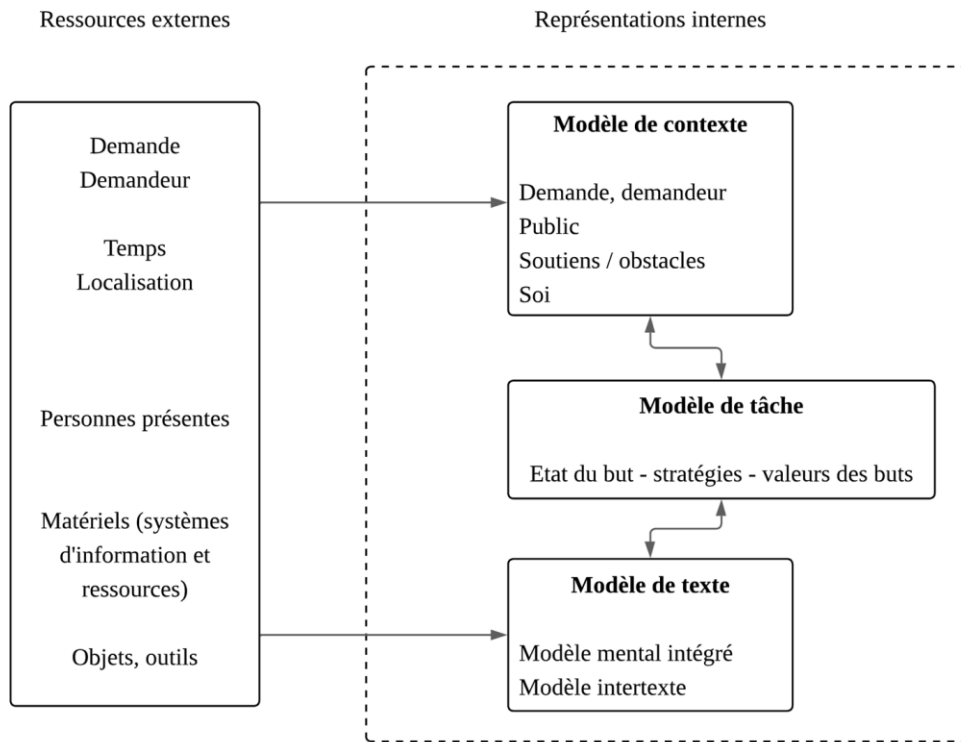 Ressources externes
Représentations internes
Demande
Demandeur
Temps
Localisation
Personnes présentes
Matériels (systèmes
d'information et
ressources)
Objets, outils
Modèle de contexte
Demande, demandeur
Public
Soutiens / obstacles
Soi
Modèle de tâche
Etat du but - stratégies - valeurs des buts
Modèle de texte
Modèle mental intégré
Modèle intertexte